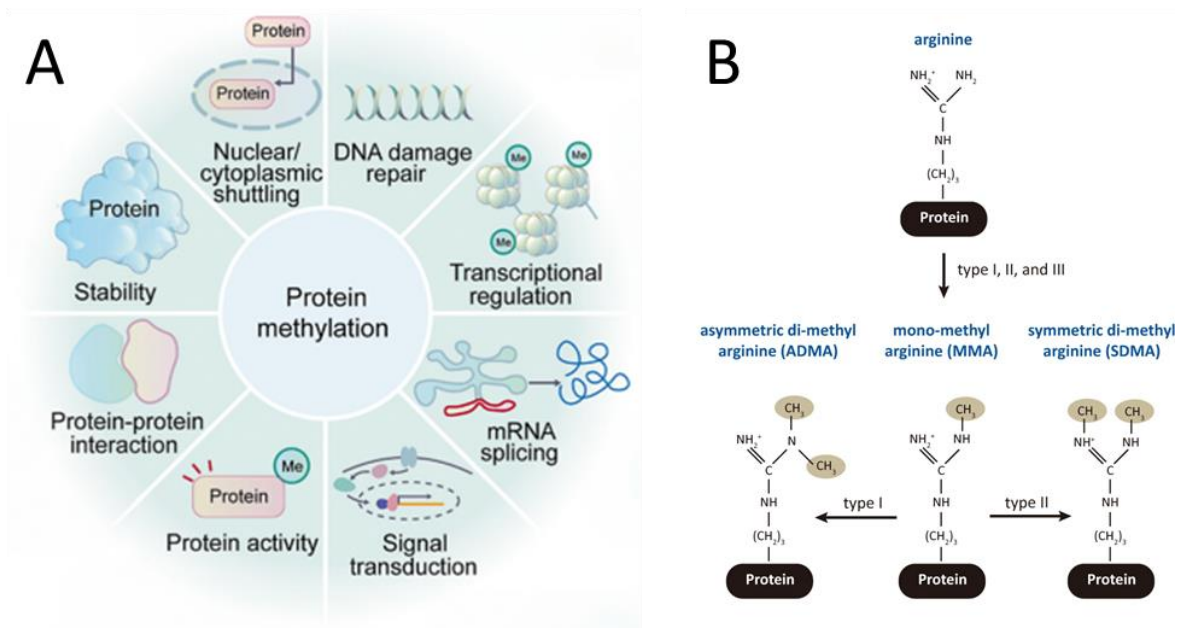 A
Protein
Protein
Nuclear/
cytoplasmic
shuttling
DNA damage
repair
Me
Me
Me
Transcriptional
regulation
Protein
Stability
Protein
methylation
mRNA
splicing
Protein-protein
interaction
Me
Protein
Protein activity
Signal
transduction
B
arginine
NH₂⁺ NH₂
C
NH
(CH₂)₃
Protein
type I, II, and III
asymmetric di-methyl
arginine (ADMA)
mono-methyl
arginine (MMA)
symmetric di-methyl
arginine (SDMA)
CH₃
NH₂⁺ N
CH₃
C
NH
(CH₂)₃
Protein
type I
CH₃
NH₂⁺ NH
C
NH
(CH₂)₃
Protein
type II
CH₃ CH₃
NH⁺ NH
C
NH
(CH₂)₃
Protein